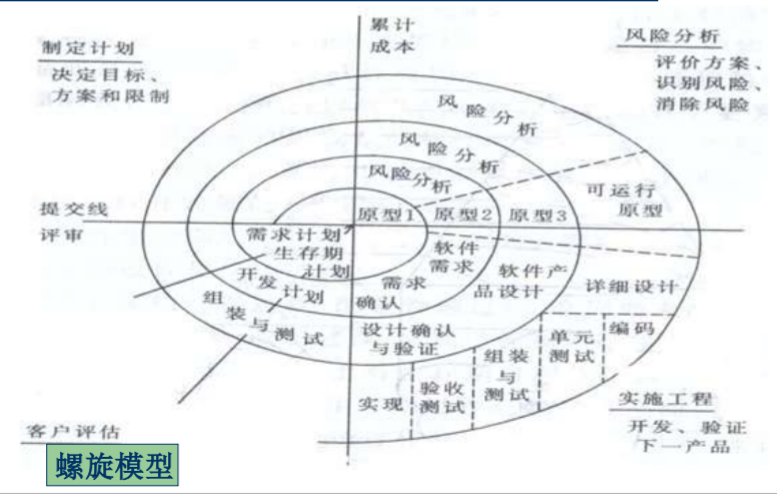 累计
成本
制定计划
决定目标、
方案和限制
风险分析
评价方案、
识别风险、
消除风险
风险分析
风险分析
风险分析
可运行
原型
提交线
评审
原型1
原型2
原型3
需求计划
生存期
计划
软件
需求
需求
确认
开发计划
软件产
品设计
详细设计
组装与测试
设计确认
与验证
单元
测试
编码
组装
与
测试
实现
验收
测试
实施工程
开发、验证
下一产品
客户评估
螺旋模型